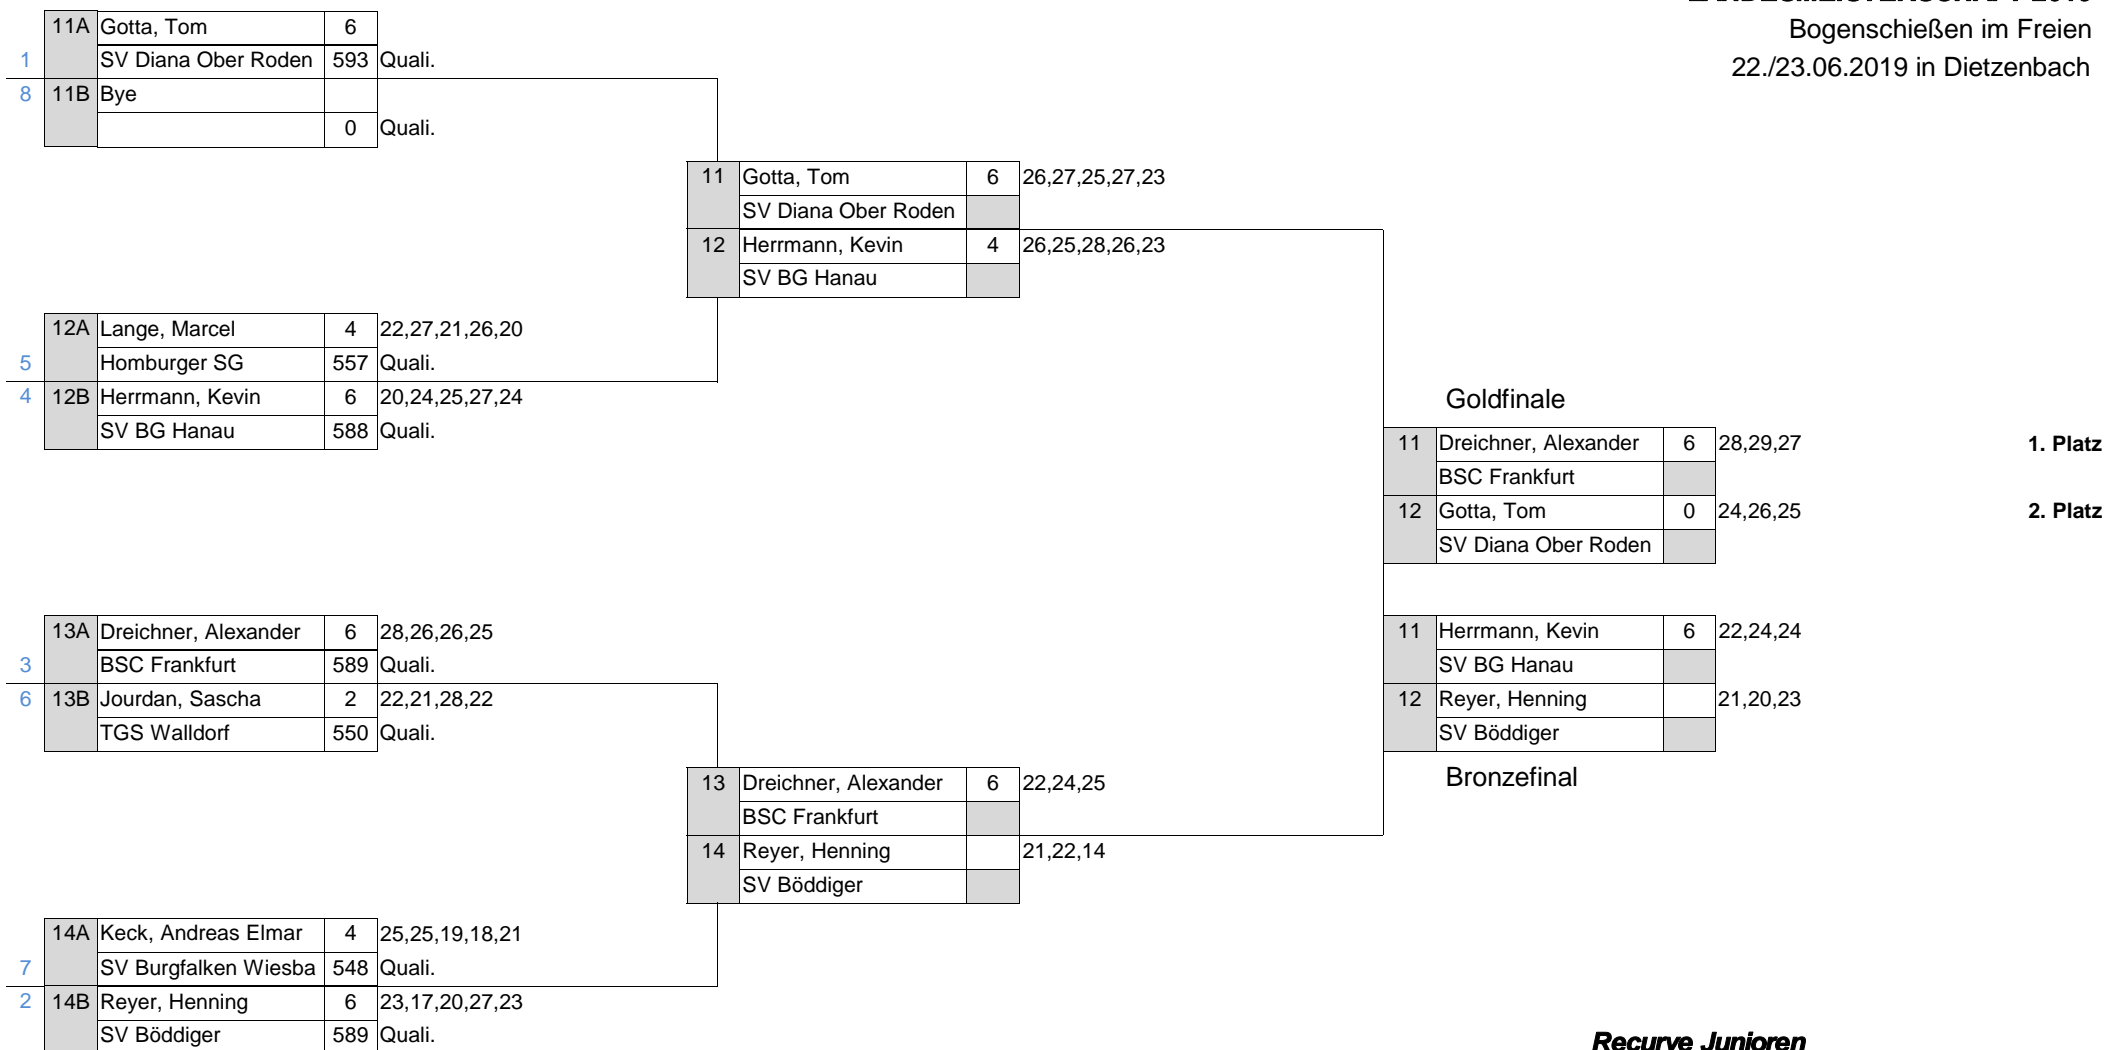 Bogenschießen im Freien
22./23.06.2019 in Dietzenbach
11A Gotta, Tom 6
1 SV Diana Ober Roden 593 Quali.
8 11B Bye
0 Quali.
12A Lange, Marcel 4 22,27,21,26,20
5 Homburger SG 557 Quali.
4 12B Herrmann, Kevin 6 20,24,25,27,24
SV BG Hanau 588 Quali.
13A Dreichner, Alexander 6 28,26,26,25
3 BSC Frankfurt 589 Quali.
6 13B Jourdan, Sascha 2 22,21,28,22
TGS Walldorf 550 Quali.
14A Keck, Andreas Elmar 4 25,25,19,18,21
7 SV Burgfalken Wiesba 548 Quali.
2 14B Reyer, Henning 6 23,17,20,27,23
SV Böddiger 589 Quali.
11 Gotta, Tom 6 26,27,25,27,23
SV Diana Ober Roden
12 Herrmann, Kevin 4 26,25,28,26,23
SV BG Hanau
13 Dreichner, Alexander 6 22,24,25
BSC Frankfurt
14 Reyer, Henning 21,22,14
SV Böddiger
Goldfinale
11 Dreichner, Alexander 6 28,29,27 1. Platz
BSC Frankfurt
12 Gotta, Tom 0 24,26,25 2. Platz
SV Diana Ober Roden
11 Herrmann, Kevin 6 22,24,24
SV BG Hanau
12 Reyer, Henning 21,20,23
SV Böddiger
Bronzefinal
Recurve Junioren